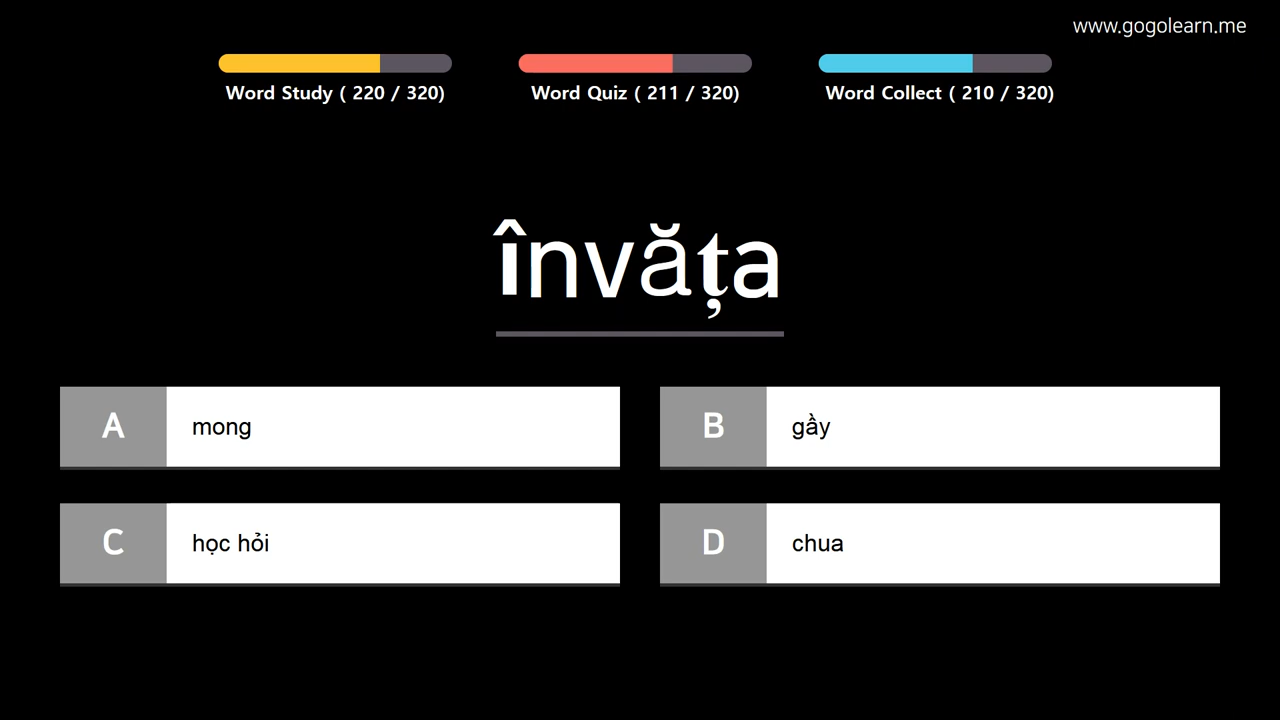 www.gogolearn.me
Word Study ( 220 / 320)
Word Quiz ( 211 / 320)
Word Collect ( 210 / 320)
învăța
A mong
B gầy
C học hỏi
D chua